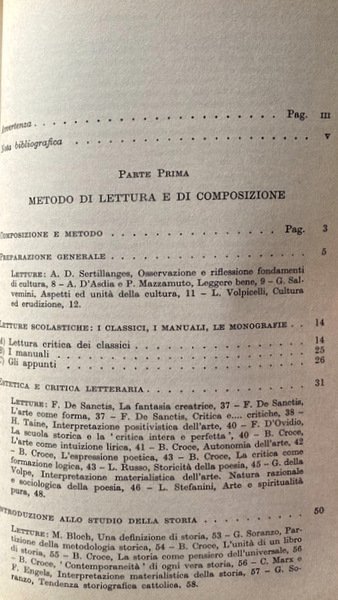 Avvertenza . . . . . . . . . . . . . . . . Pag. III
Nota bibliografica . . . . . . . . . . . . . . . . V
PARTE PRIMA
METODO DI LETTURA E DI COMPOSIZIONE
COMPOSIZIONE E METODO . . . . . . . . . . . . Pag. 3
PREPARAZIONE GENERALE . . . . . . . . . . . . 5
LETTURE: A. D. Sertillanges, Osservazione e riflessione fondamenti
di cultura, 8 - A. D'Asdia e P. Mazzamuto, Leggere bene, 9 - G. Sal-
vemini, Aspetti ed unità della cultura, 11 - L. Volpicelli, Cultura
ed erudizione, 12.
LETTURE SCOLASTICHE: I CLASSICI, I MANUALI, LE MONOGRAFIE . 14
A) Lettura critica dei classici . . . . . . . . . . . . 14
B) I manuali . . . . . . . . . . . . 25
C) Gli appunti . . . . . . . . . . . . 26
ESTETICA E CRITICA LETTERARIA . . . . . . . . . . . . 31
LETTURE: F. De Sanctis, La fantasia creatrice, 37 - F. De Sanctis,
L'arte come forma, 37 - F. De Sanctis, Critica e.... critiche, 38 -
H. Taine, Interpretazione positivistica dell'arte, 40 - F. D'Ovidio,
La scuola storica e la 'critica intera e perfetta', 40 - B. Croce,
L'arte come intuizione lirica, 41 - B. Croce, Autonomia dell'arte, 42
- B. Croce, L'espressione poetica, 43 - B. Croce, La critica come
formazione logica, 43 - L. Russo, Storicità della poesia, 45 - G. della
Volpe, Interpretazione materialistica dell'arte. Natura razionale
e sociologica della poesia, 46 - L. Stefanini, Arte e spiritualità
pura, 48.
INTRODUZIONE ALLO STUDIO DELLA STORIA . . . . . . . . 50
LETTURE: M. Bloch, Una definizione di storia, 53 - G. Soranzo, Par-
tizione della metodologia storica, 54 - B. Croce, L'unità di un libro
di storia, 55 - B. Croce, La storia come pensiero dell'universale, 56
- B. Croce, 'Contemporaneità' di ogni vera storia, 56 - C. Marx e
F. Engels, Interpretazione materialistica della storia, 57 - G. So-
ranzo, Tendenza storiografica cattolica, 58.